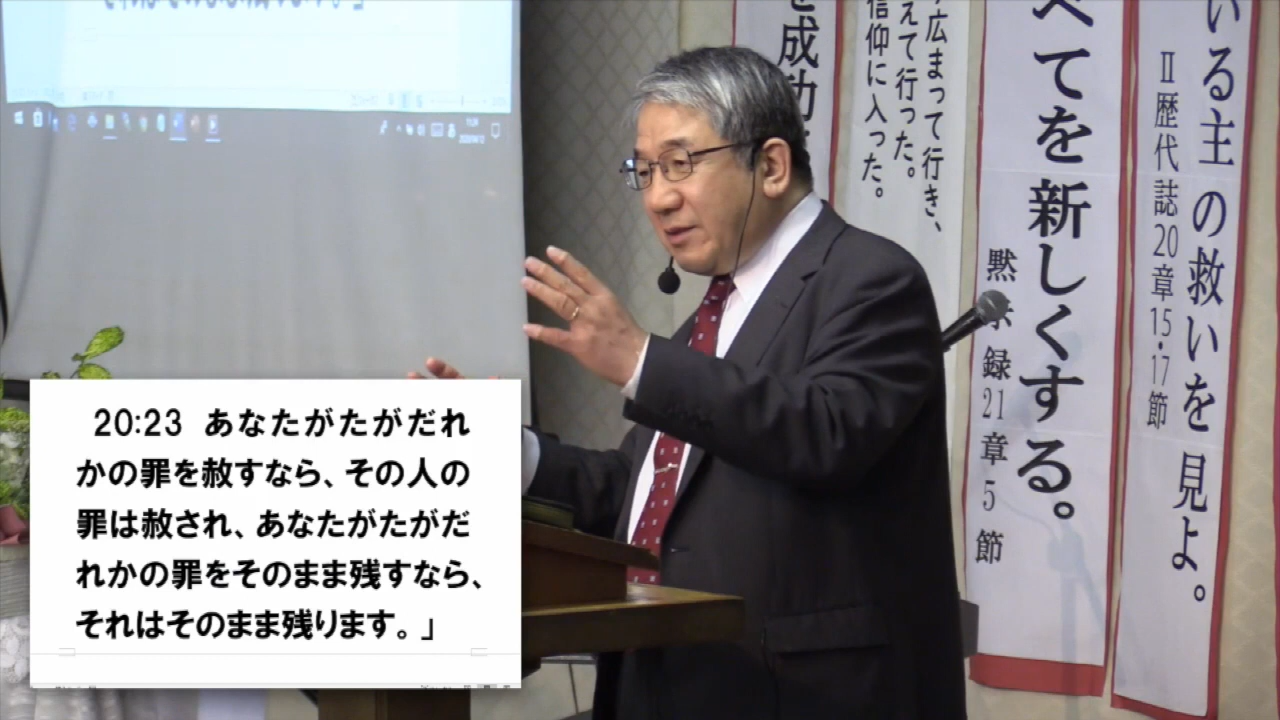 20:23 あなたがたがだれ
かの罪を赦すなら、その人の
罪は赦され、あなたがたがだ
れかの罪をそのまま残すなら、
それはそのまま残ります。」
いる主の救いを見よ。
Ⅱ歴代誌20章15・17節
べてを新しくする。
黙示録21章5節
広まって行き、
えて行った。
信仰に入った。
を成功